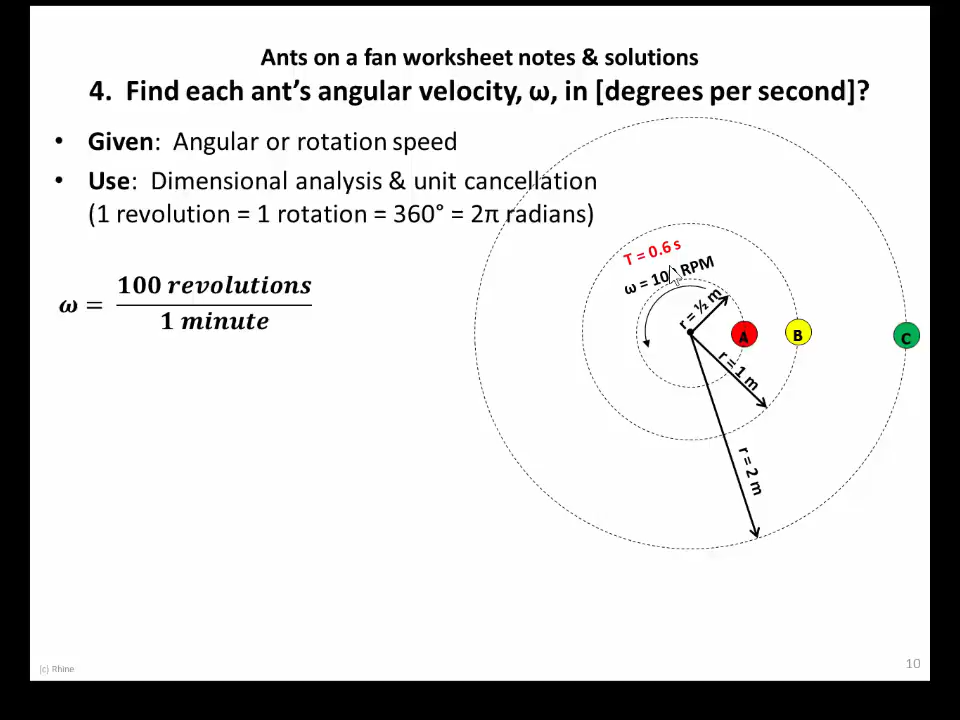 Ants on a fan worksheet notes & solutions
4. Find each ant's angular velocity, ω, in [degrees per second]?
• Given: Angular or rotation speed
• Use: Dimensional analysis & unit cancellation
(1 revolution = 1 rotation = 360° = 2π radians)
T = 0.6 s
ω = 10 RPM
𝝎 = 100 revolutions
1 minute
r = ½ m
A
B
C
r = 1 m
r = 2 m
(c) Rhine
10